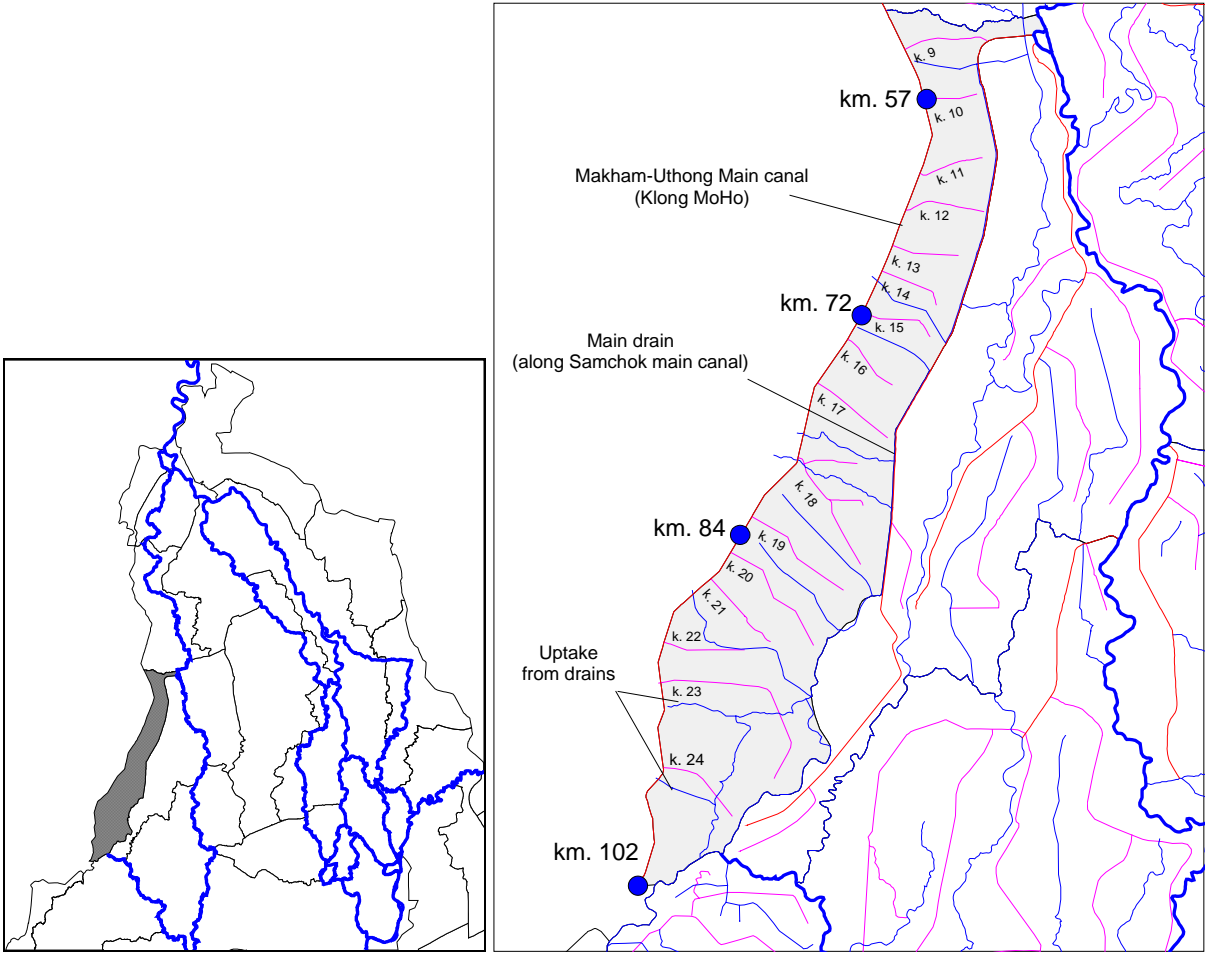 k. 9
km. 57
k. 10
Makham-Uthong Main canal
(Klong MoHo)
k. 11
k. 12
k. 13
k. 14
km. 72
k. 15
Main drain
(along Samchok main canal)
k. 16
k. 17
k. 18
km. 84
k. 19
k. 20
k. 21
k. 22
Uptake
from drains
k. 23
k. 24
km. 102